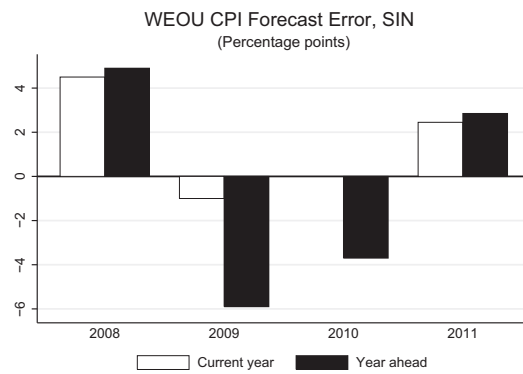 WEOU CPI Forecast Error, SIN
(Percentage points)
4
2
0
−2
−4
−6
2008 2009 2010 2011
Current year Year ahead